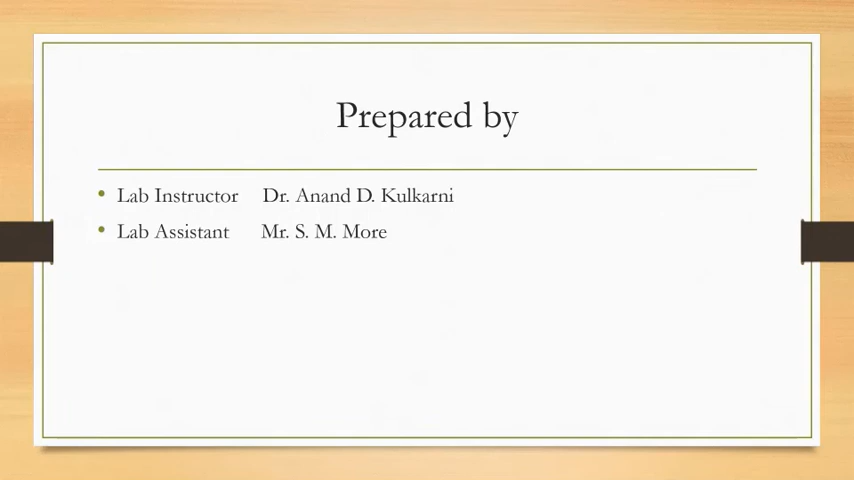 Prepared by
• Lab Instructor Dr. Anand D. Kulkarni
• Lab Assistant Mr. S. M. More